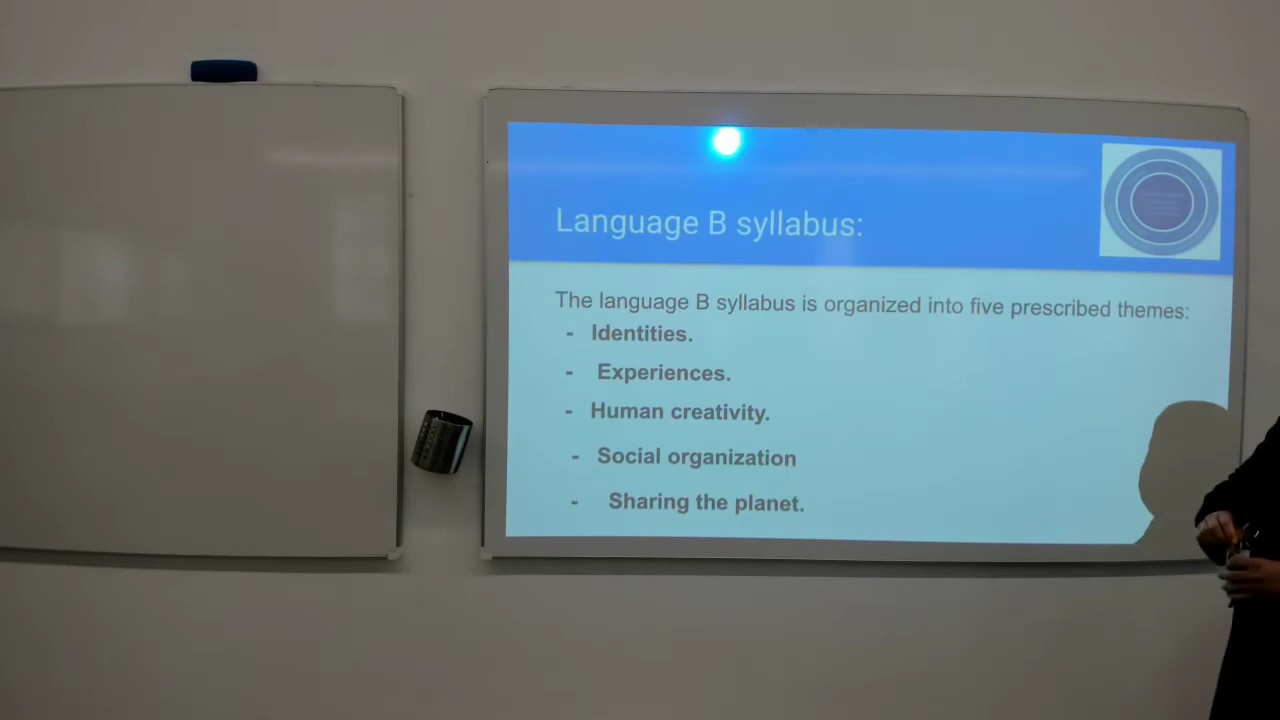 Language B syllabus:
The language B syllabus is organized into five prescribed themes:
- Identities.
- Experiences.
- Human creativity.
- Social organization
- Sharing the planet.